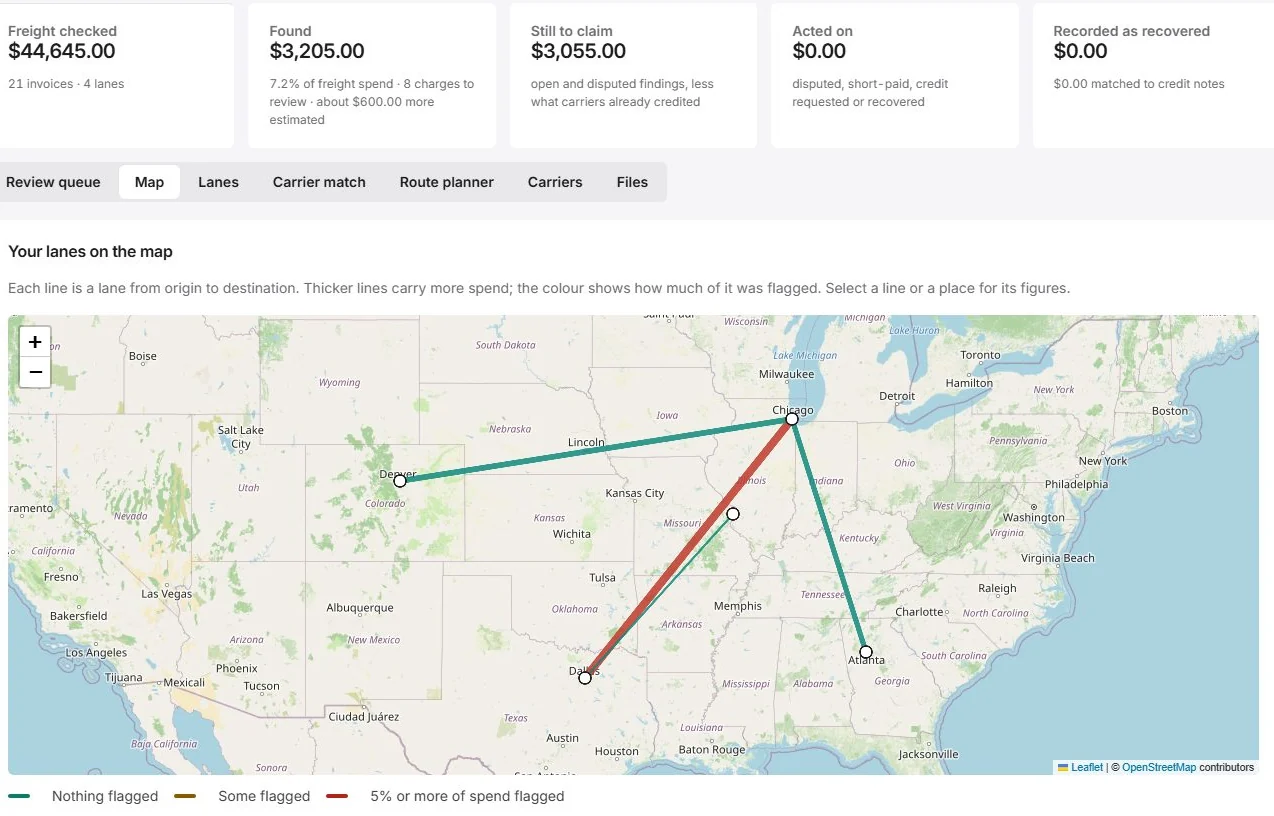 Freight checked
$44,645.00
21 invoices · 4 lanes
Found
$3,205.00
7.2% of freight spend · 8 charges to
review · about $600.00 more
estimated
Still to claim
$3,055.00
open and disputed findings, less
what carriers already credited
Acted on
$0.00
disputed, short-paid, credit
requested or recovered
Recorded as recovered
$0.00
$0.00 matched to credit notes
Review queue
Map
Lanes
Carrier match
Route planner
Carriers
Files
Your lanes on the map
Each line is a lane from origin to destination. Thicker lines carry more spend; the colour shows how much of it was flagged. Select a line or a place for its figures.
+
−
Wisconsin
Michigan
Lake Huron
South Dakota
Boise
Lake Michigan
Toronto
Milwaukee
Wyoming
Hamilton
New York
Detroit
Chicago
Boston
Iowa
Salt Lake
City
Nebraska
Lincoln
Pennsylvania
New York
Ohio
Denver
Utah
Indiana
Philadelphia
Kansas City
Colorado
West Virginia
Nevada
Kansas
Missouri
Washington
Wichita
Virginia
Kentucky
California
Virginia Beach
Fresno
Tulsa
Las Vegas
Raleigh
Tennessee
Albuquerque
Oklahoma
Memphis
Charlotte
North Carolina
Bakersfield
Arkansas
Arizona
New Mexico
Los Angeles
South Carolina
Atlanta
Phoenix
Dallas
Tijuana
Mexicali
Tucson
Mississippi
Alabama
Georgia
Ciudad Juárez
Texas
Louisiana
Austin
Baja California
Houston
Baton Rouge
Jacksonville
Sonora
Leaflet | © OpenStreetMap contributors
Nothing flagged
Some flagged
5% or more of spend flagged